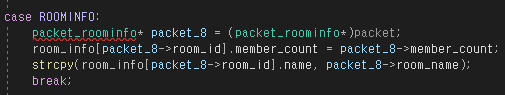 case ROOMINFO:
packet_roominfo* packet_8 = (packet_roominfo*)packet;
room_info[packet_8->room_id].member_count = packet_8->member_count;
strcpy(room_info[packet_8->room_id].name, packet_8->room_name);
break;